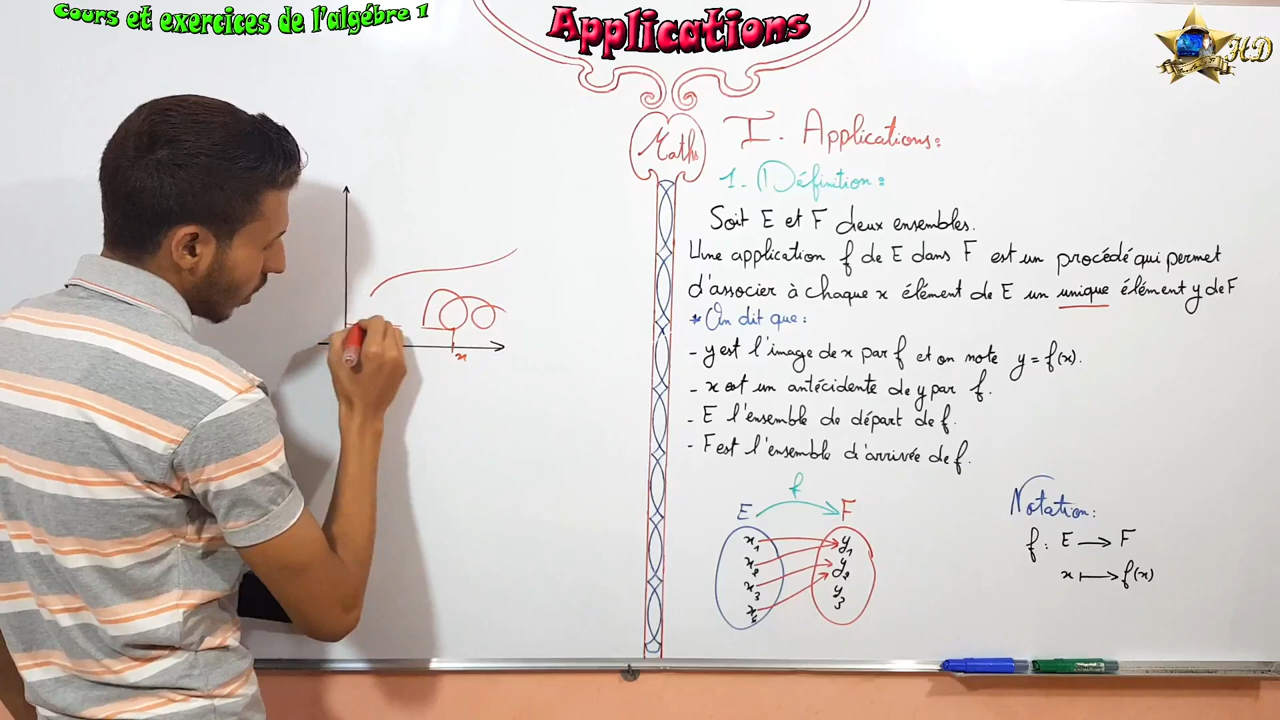 Cours et exercices de l'algébre 1
Applications
HD
Maths
I. Applications:
1. Définition:
Soit E et F deux ensembles.
Une application f de E dans F est un procédé qui permet
d'associer à chaque x élément de E un unique élément y de F
* On dit que:
- y est l'image de x par f et on note y = f(x).
- x est un antécidente de y par f.
- E l'ensemble de départ de f.
- F est l'ensemble d'arrivée de f.
f
E F
x1 y1
x2 y2
x3 y3
x4
Notation:
f: E → F
x ↦ f(x)
x